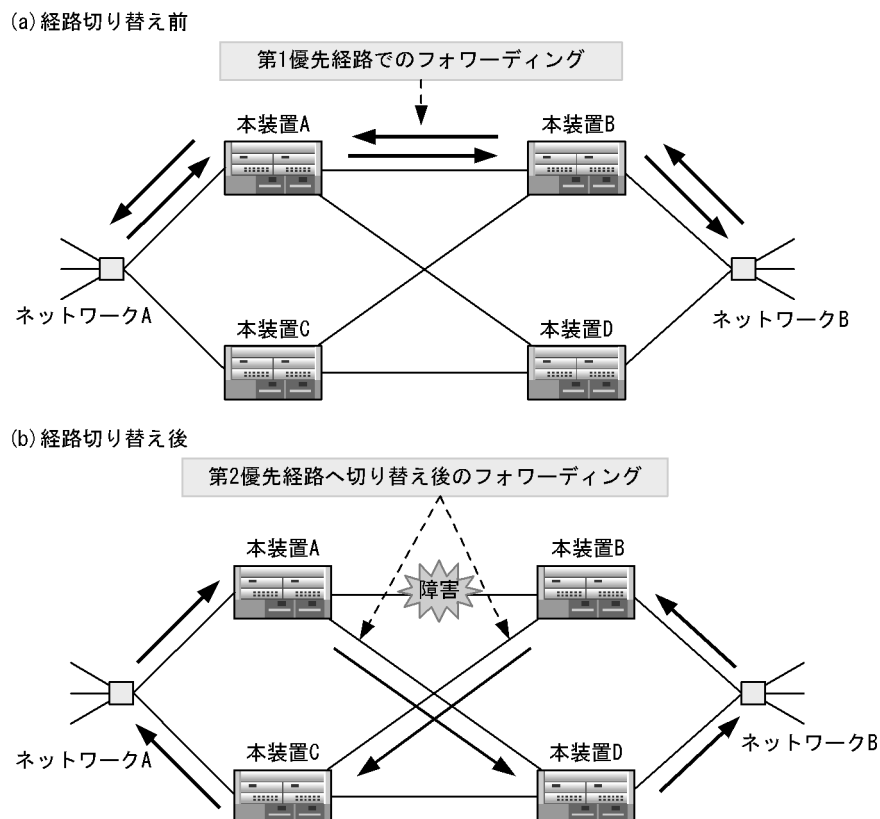 (a)経路切り替え前
第1優先経路でのフォワーディング
本装置A
本装置B
ネットワークA
ネットワークB
本装置C
本装置D
(b)経路切り替え後
第2優先経路へ切り替え後のフォワーディング
本装置A
本装置B
障害
ネットワークA
ネットワークB
本装置C
本装置D